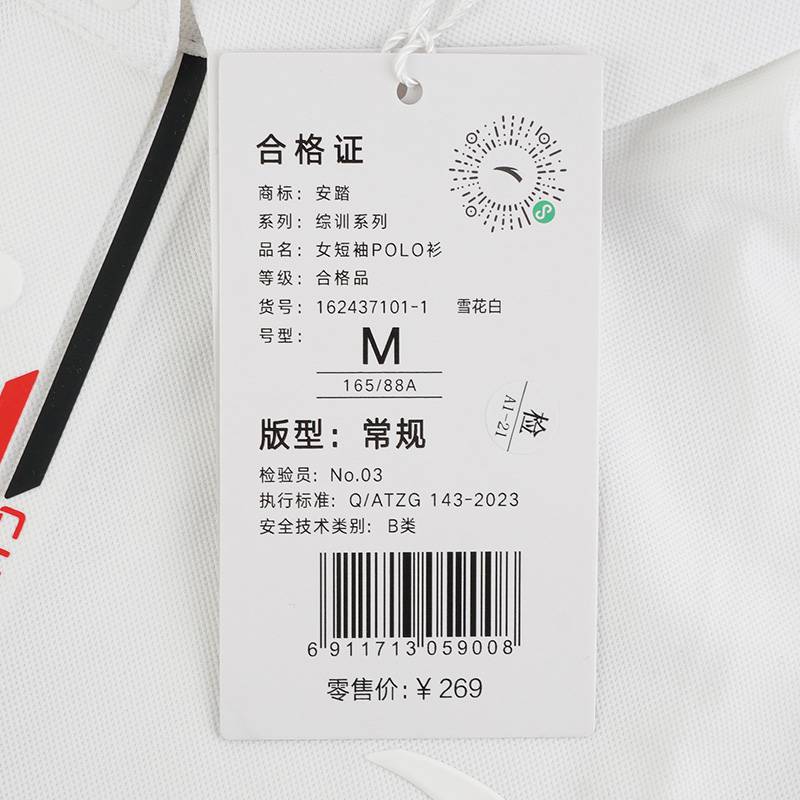 合格证
商标：安踏
系列：综训系列
品名：女短袖POLO衫
等级：合格品
货号：162437101-1 雪花白
号型：
M
165/88A
版型：常规
检
A1-21
检验员：No.03
执行标准：Q/ATZG 143-2023
安全技术类别：B类
6 911713 059008
零售价：¥ 269